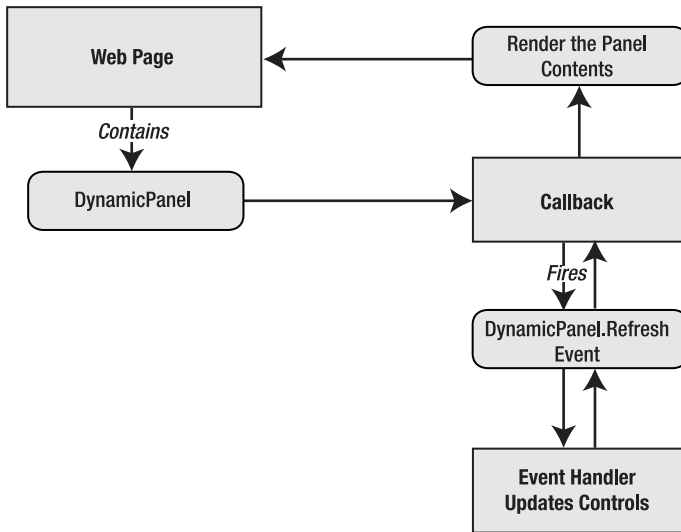 Web Page
Render the Panel
Contents
Contains
DynamicPanel
Callback
Fires
DynamicPanel.Refresh
Event
Event Handler
Updates Controls